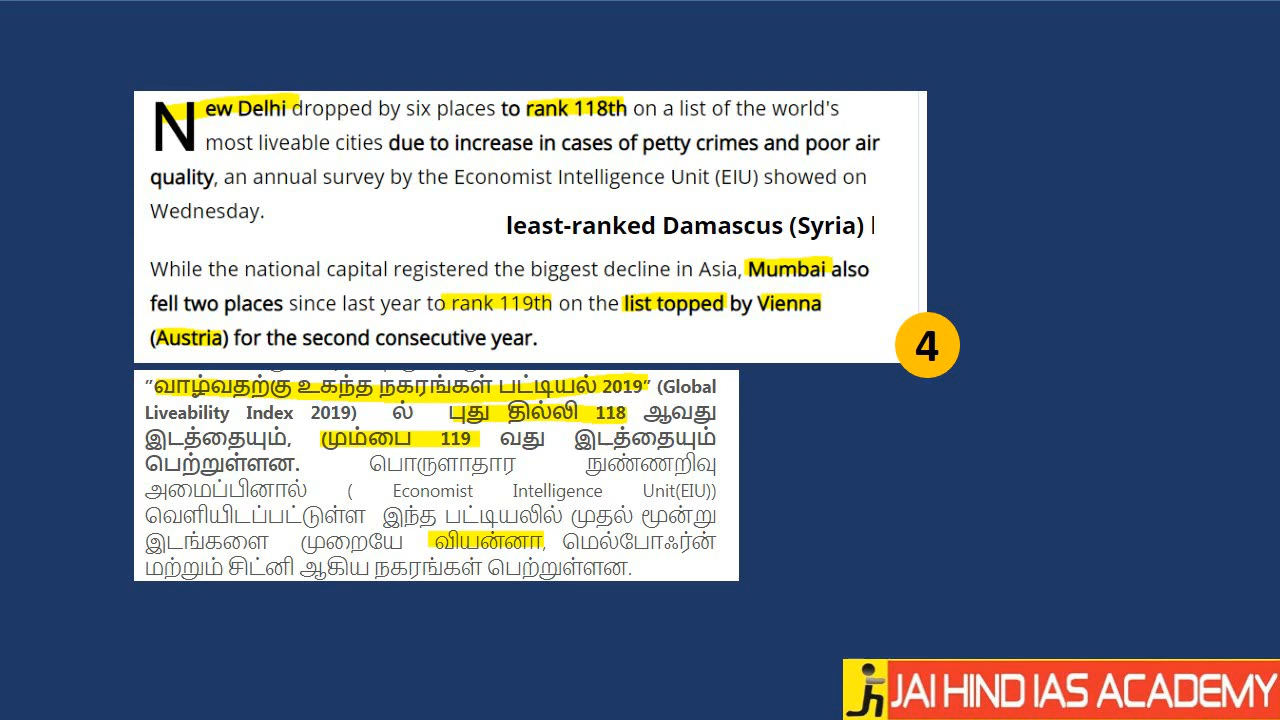 New Delhi dropped by six places to rank 118th on a list of the world's
most liveable cities due to increase in cases of petty crimes and poor air
quality, an annual survey by the Economist Intelligence Unit (EIU) showed on
Wednesday.
least-ranked Damascus (Syria)
While the national capital registered the biggest decline in Asia, Mumbai also
fell two places since last year to rank 119th on the list topped by Vienna
(Austria) for the second consecutive year.
4
"வாழ்வதற்கு உகந்த நகரங்கள் பட்டியல் 2019" (Global
Liveability Index 2019) ல் புது தில்லி 118 ஆவது
இடத்தையும், (மும்பை 119 வது இடத்தையும்
பெற்றுள்ளன. பொருளாதார நுண்ணறிவு
அமைப்பினால் ( Economist Intelligence Unit(EIU))
வெளியிடப்பட்டுள்ள இந்த பட்டியலில் முதல் மூன்று
இடங்களை முறையே வியன்னா, மெல்போஃர்ன்
மற்றும் சிட்னி ஆகிய நகரங்கள் பெற்றுள்ளன.
JAI HIND IAS ACADEMY